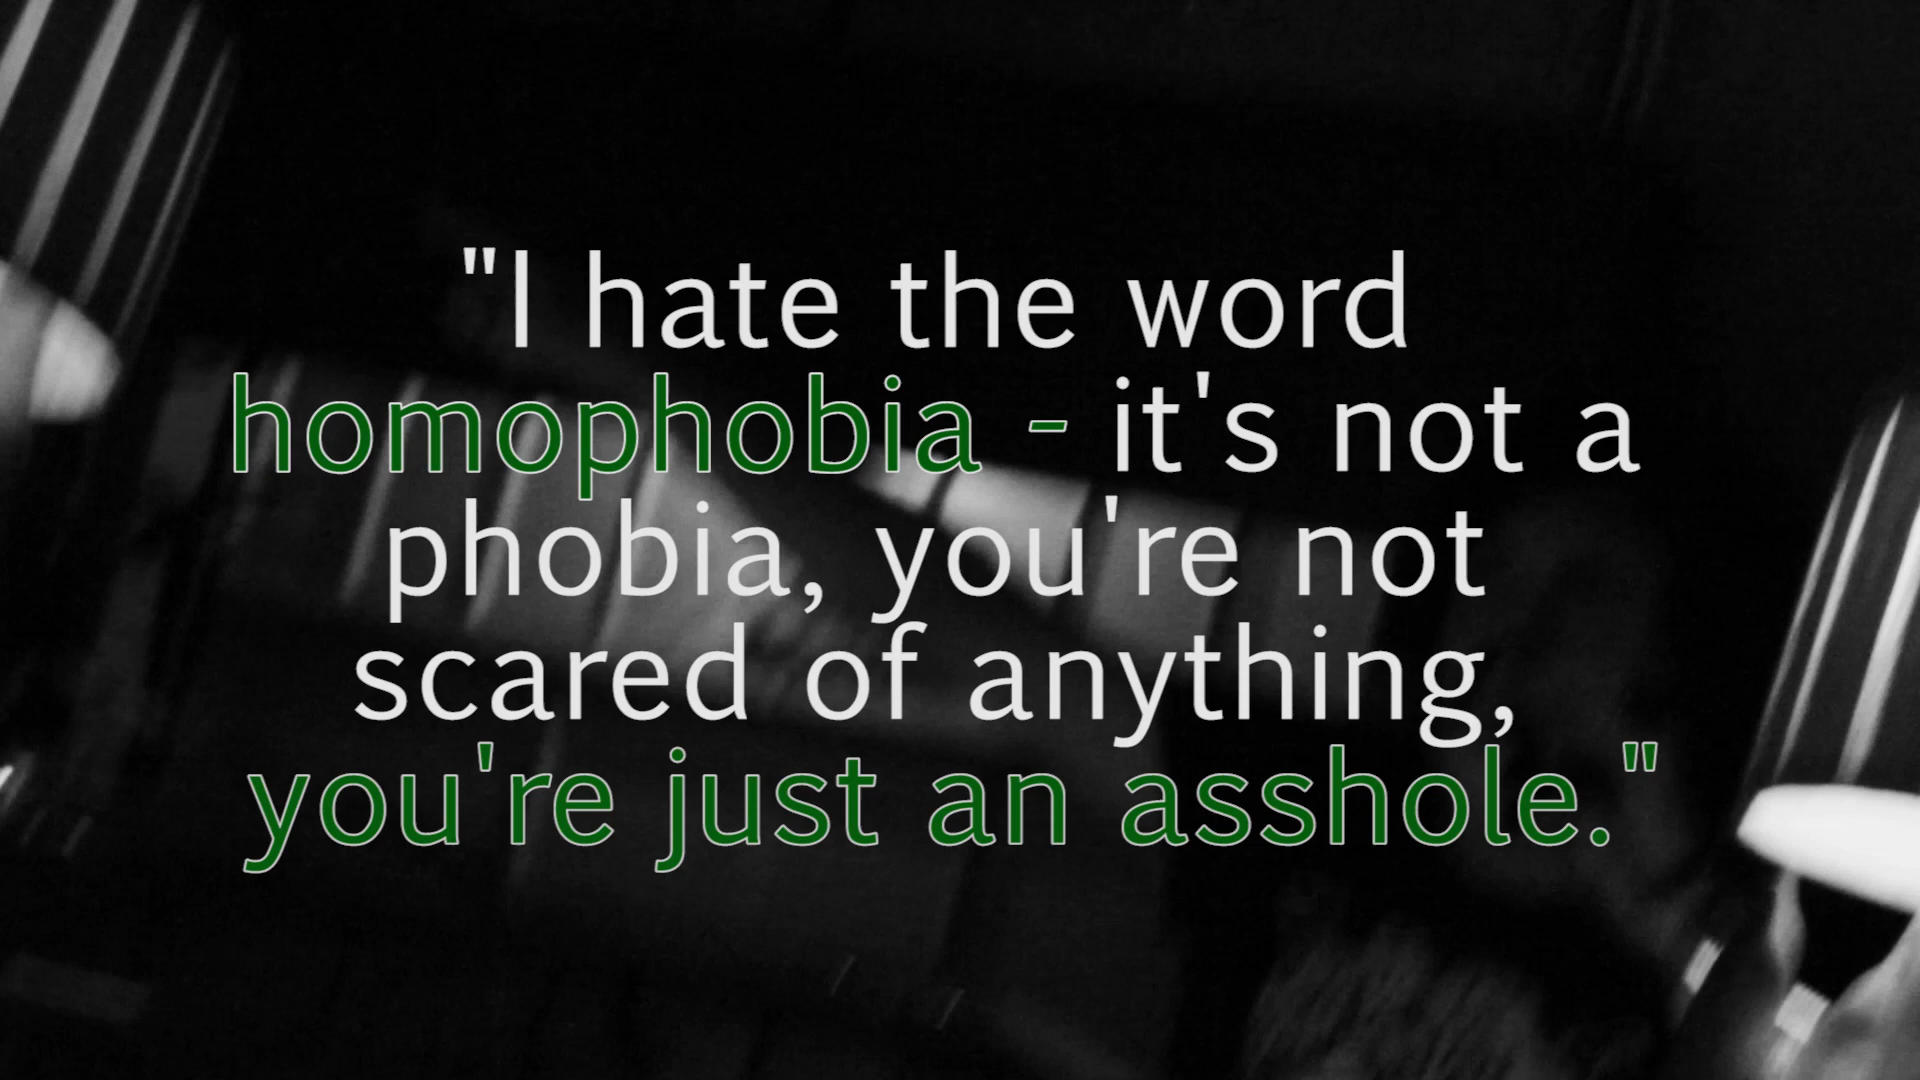 "I hate the word
homophobia - it's not a
phobia, you're not
scared of anything,
you're just an asshole."